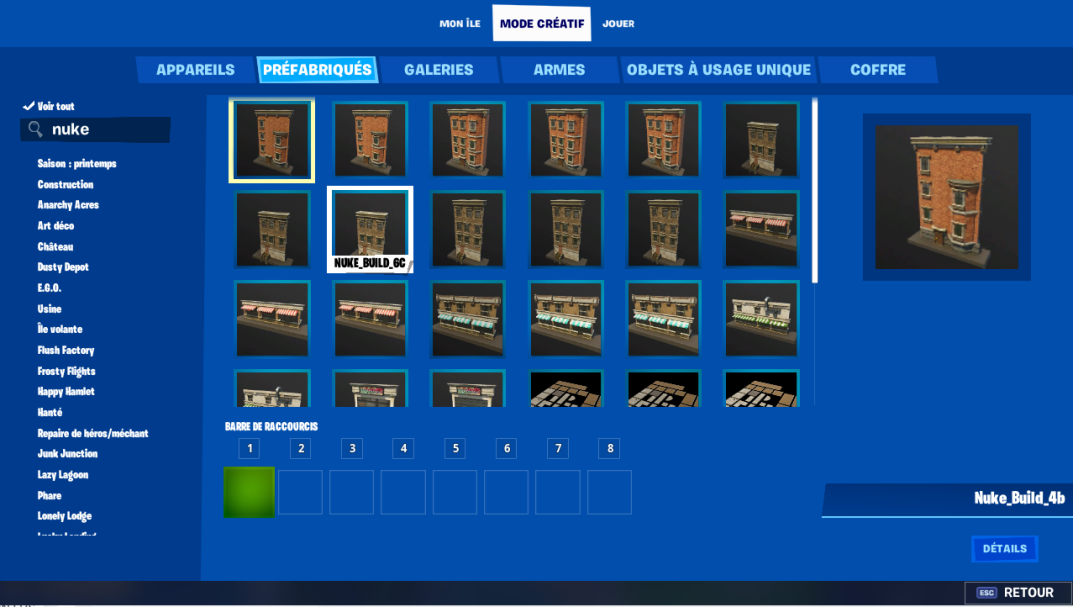 MON ÎLE
MODE CRÉATIF
JOUER
APPAREILS
PRÉFABRIQUÉS
GALERIES
ARMES
OBJETS À USAGE UNIQUE
COFFRE
Voir tout
nuke
Saison : printemps
Construction
Anarchy Acres
Art déco
Château
Dusty Depot
E.G.O.
Usine
Île volante
Flush Factory
Frosty Flights
Happy Hamlet
Hanté
Repaire de héros/méchant
Junk Junction
Lazy Lagoon
Phare
Lonely Lodge
NUKE_BUILD_6C
BARRE DE RACCOURCIS
1 2 3 4 5 6 7 8
Nuke_Build_4b
DÉTAILS
ESC RETOUR